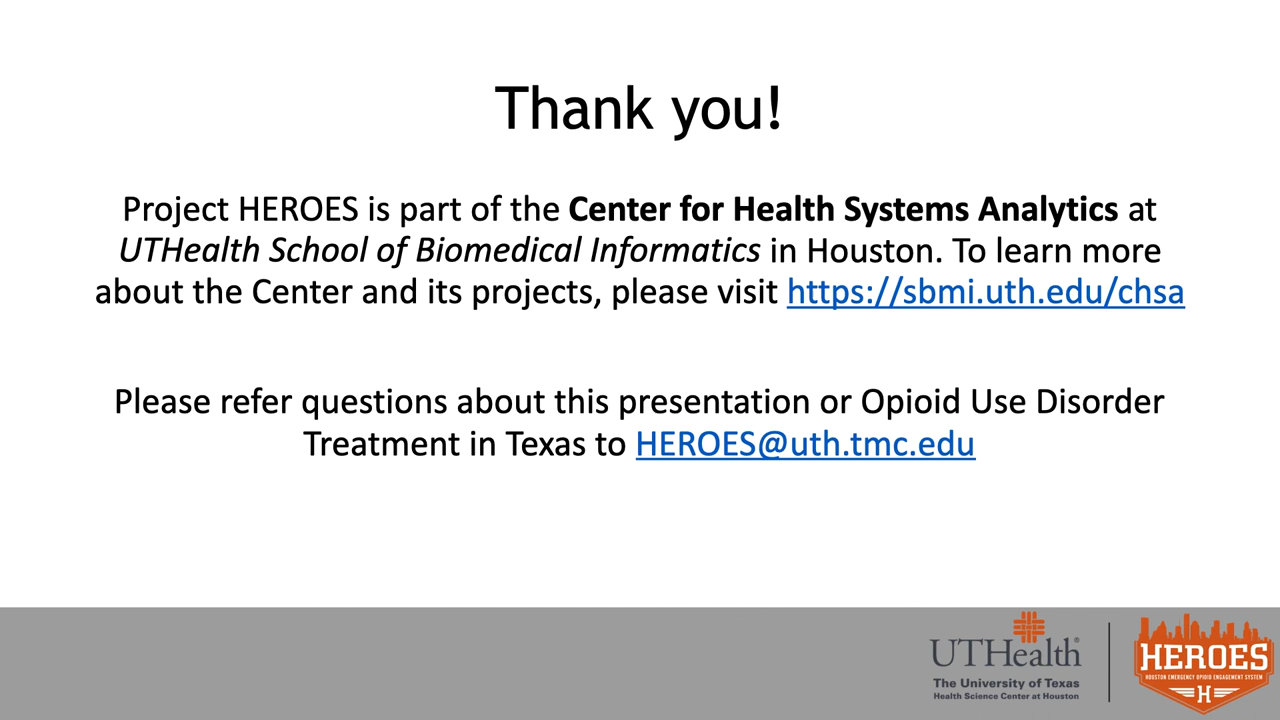 Thank you!
Project HEROES is part of the Center for Health Systems Analytics at
UTHealth School of Biomedical Informatics in Houston. To learn more
about the Center and its projects, please visit https://sbmi.uth.edu/chsa
Please refer questions about this presentation or Opioid Use Disorder
Treatment in Texas to HEROES@uth.tmc.edu
UTHealth®
The University of Texas
Health Science Center at Houston
HEROES
HOUSTON EMERGENCY OPIOID ENGAGEMENT SYSTEM
H